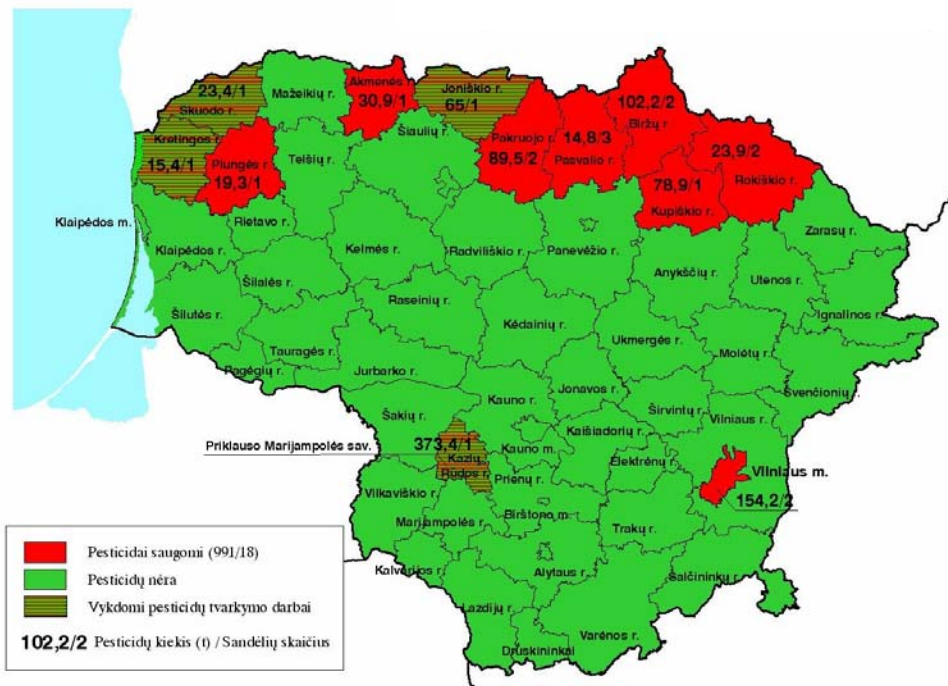 23,4/1
Skuodo r.
Mažeikių r.
Akmenės r.
30,9/1
Joniškio r.
65/1
Šiaulių r.
Pakruojo r.
89,5/2
14,8/3
Pasvalio r.
102,2/2
Biržų r.
23,9/2
Rokiškio r.
78,9/1
Kupiškio r.
Kretingos r.
15,4/1
Plungės r.
19,3/1
Telšių r.
Klaipėdos m.
Klaipėdos r.
Rietavo r.
Kelmės r.
Radviliškio r.
Panevėžio r.
Zarasų r.
Anykščių r.
Utenos r.
Šilalės r.
Ignalinos r.
Šilutės r.
Raseinių r.
Kėdainių r.
Ukmergės r.
Molėtų r.
Tauragės r.
Pagėgių r.
Jurbarko r.
Jonavos r.
Švenčionių r.
Kauno r.
Šakių r.
Širvintų r.
Vilniaus r.
Kaišiadorių r.
Priklauso Marijampolės sav.
373,4/1
Kauno m.
Kazlų
Rūdos r.
Elektrėnų r.
Vilniaus m.
154,2/2
Prienų r.
Vilkaviškio r.
Birštono m.
Marijampolės r.
Trakų r.
Kalvarijos r.
Alytaus r.
Šalčininkų r.
Lazdijų r.
Varėnos r.
Druskininkai
Pesticidai saugomi (991/18)
Pesticidų nėra
Vykdomi pesticidų tvarkymo darbai
102,2/2 Pesticidų kiekis (t) / Sandėlių skaičius